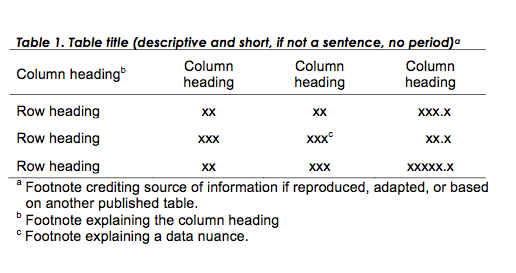 Table 1. Table title (descriptive and short, if not a sentence, no period)ᵃ
Column headingᵇ Column heading Column heading Column heading
Row heading xx xx xxx.x
Row heading xxx xxxᶜ xx.x
Row heading xx xxx xxxxx.x
ᵃ Footnote crediting source of information if reproduced, adapted, or based
on another published table.
ᵇ Footnote explaining the column heading
ᶜ Footnote explaining a data nuance.